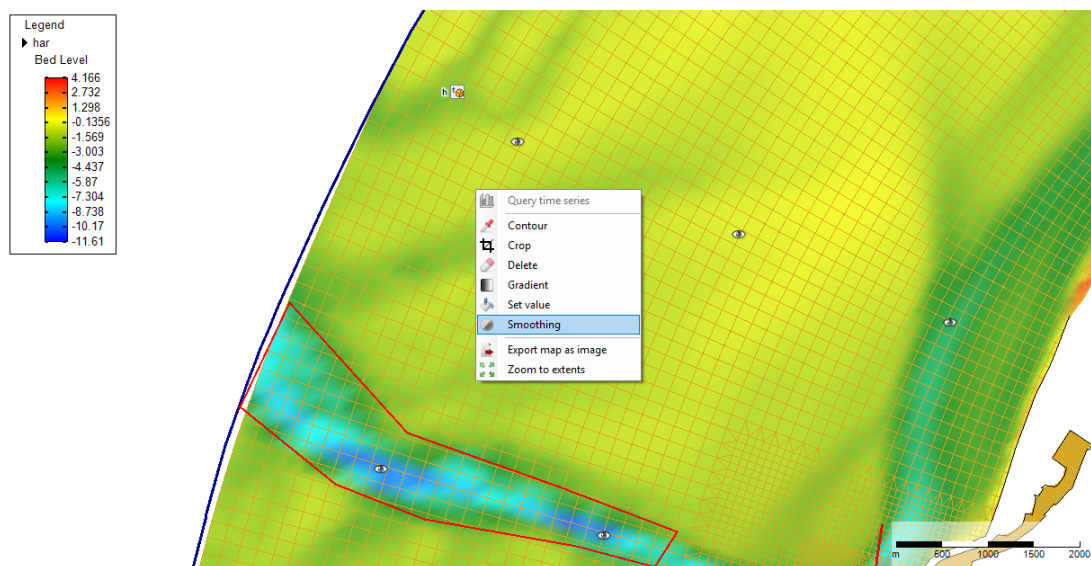 Legend
har
Bed Level
4.166
2.732
1.298
-0.1356
-1.569
-3.003
-4.437
-5.87
-7.304
-8.738
-10.17
-11.61
h
Query time series
Contour
Crop
Delete
Gradient
Set value
Smoothing
Export map as image
Zoom to extents
m 500 1000 1500 2000